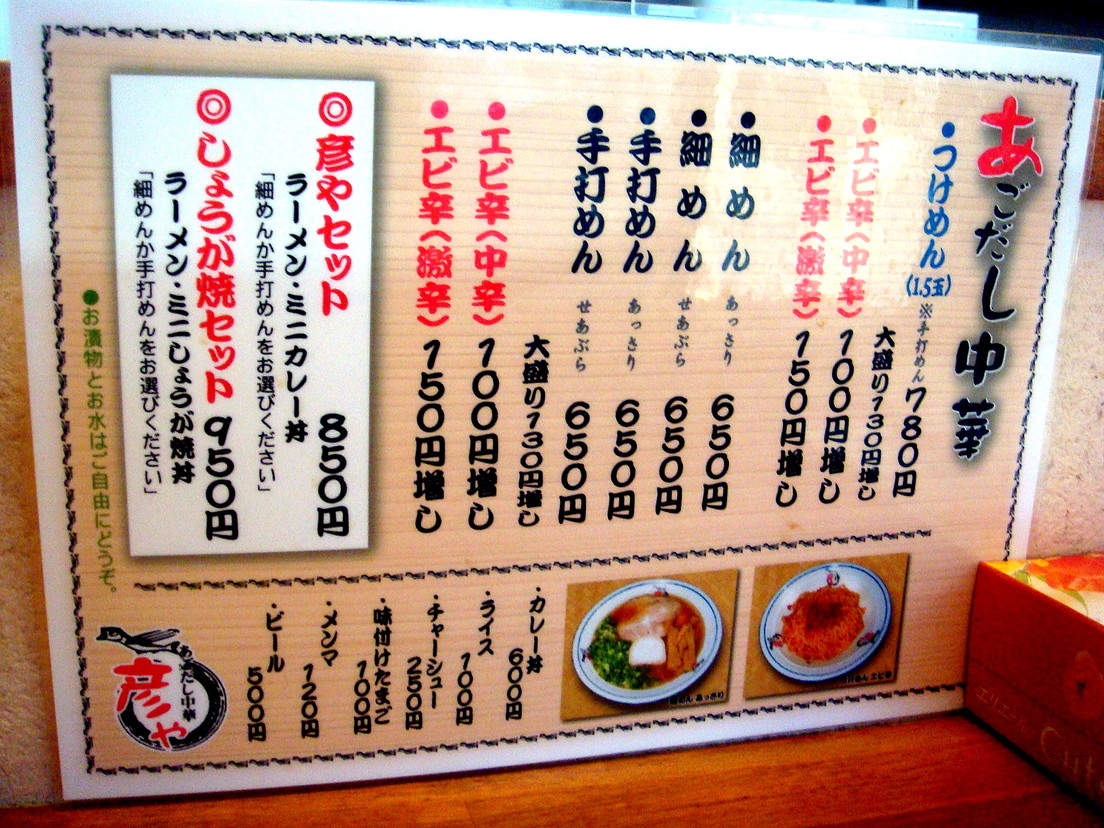 あごだし中華
●つけめん(1.5玉)※手打めん 780円
大盛り130円増し
●エビ辛(中辛) 100円増し
●エビ辛(激辛) 150円増し
●細めん あっさり 650円
●細めん せあぶら 650円
●手打めん あっさり 650円
●手打めん せあぶら 650円
大盛り130円増し
●エビ辛(中辛) 100円増し
●エビ辛(激辛) 150円増し
◎彦やセット 850円
ラーメン・ミニカレー丼
「細めんか手打めんをお選びください」
◎しょうが焼セット 950円
ラーメン・ミニしょうが焼丼
「細めんか手打めんをお選びください」
●お漬物とお水はご自由にどうぞ。
・カレー丼 600円
・ライス 100円
・チャーシュー 250円
・味付けたまご 100円
・メンマ 120円
・ビール 500円
あごだし中華
彦や
エリエール